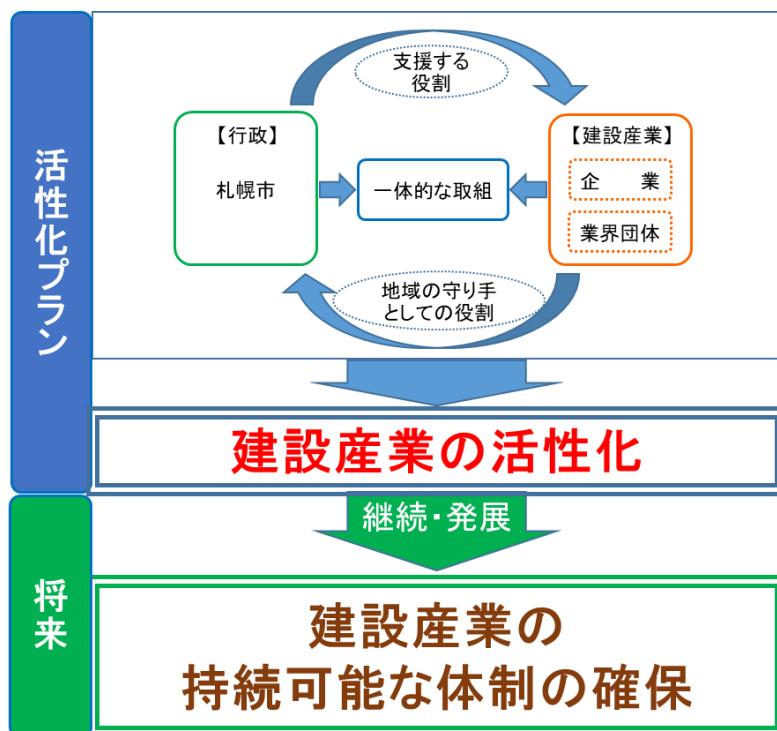 活性化プラン
支援する
役割
【行政】
札幌市
一体的な取組
【建設産業】
企　　業
業界団体
地域の守り手
としての役割
建設産業の活性化
継続・発展
将来
建設産業の
持続可能な体制の確保